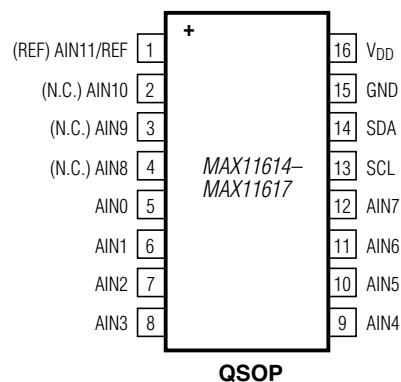 +
(REF) AIN11/REF 1 16 VDD
(N.C.) AIN10 2 15 GND
(N.C.) AIN9 3 14 SDA
(N.C.) AIN8 4 13 SCL
MAX11614–
MAX11617
AIN0 5 12 AIN7
AIN1 6 11 AIN6
AIN2 7 10 AIN5
AIN3 8 9 AIN4
QSOP